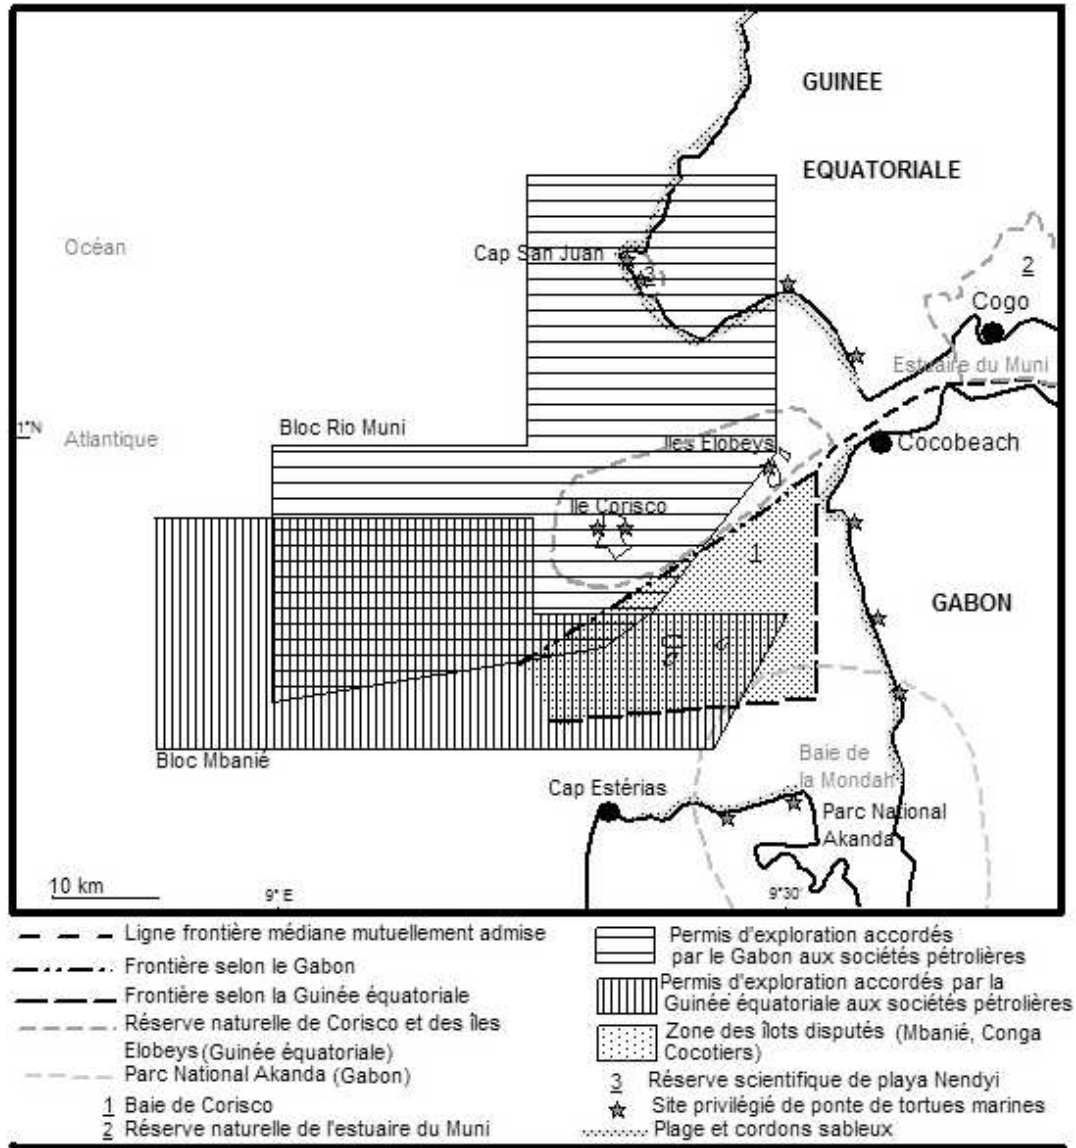 GUINEE
EQUATORIALE
Océan
Cap San Juan
3
2
Cogo
Estuaire du Muni
1°N
Atlantique
Bloc Rio Muni
Iles Elobeys
Cocobeach
Ile Corisco
1
GABON
Bloc Mbanié
Baie de
la Mondah
Cap Estérias
Parc National
Akanda
10 km
9° E
9°30'
Ligne frontière médiane mutuellement admise
Frontière selon le Gabon
Frontière selon la Guinée équatoriale
Réserve naturelle de Corisco et des îles
Elobeys (Guinée équatoriale)
Parc National Akanda (Gabon)
1 Baie de Corisco
2 Réserve naturelle de l'estuaire du Muni
Permis d'exploration accordés
par le Gabon aux sociétés pétrolières
Permis d'exploration accordés par la
Guinée équatoriale aux sociétés pétrolières
Zone des îlots disputés (Mbanié, Conga
Cocotiers)
3 Réserve scientifique de playa Nendyi
Site privilégié de ponte de tortues marines
Plage et cordons sableux